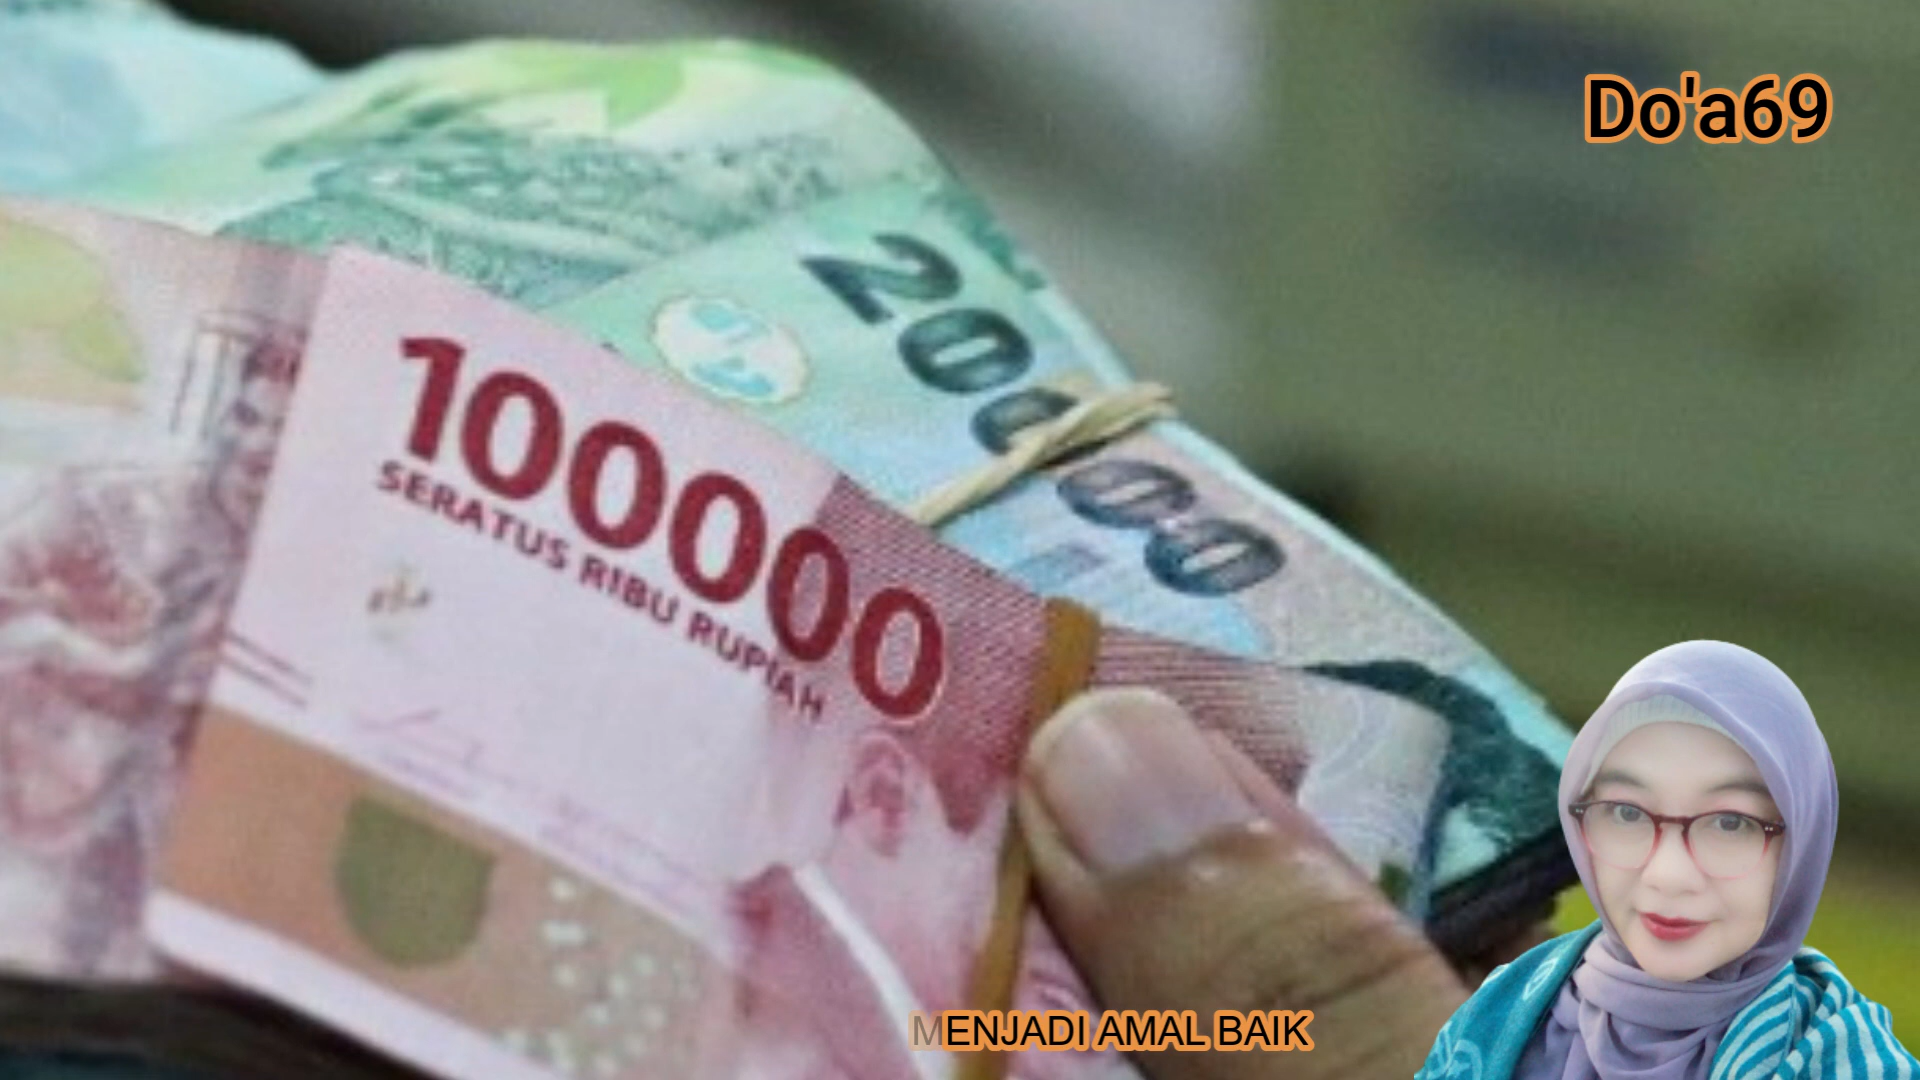 Do'a69
20000
100000
SERATUS RIBU RUPIAH
MENJADI AMAL BAIK